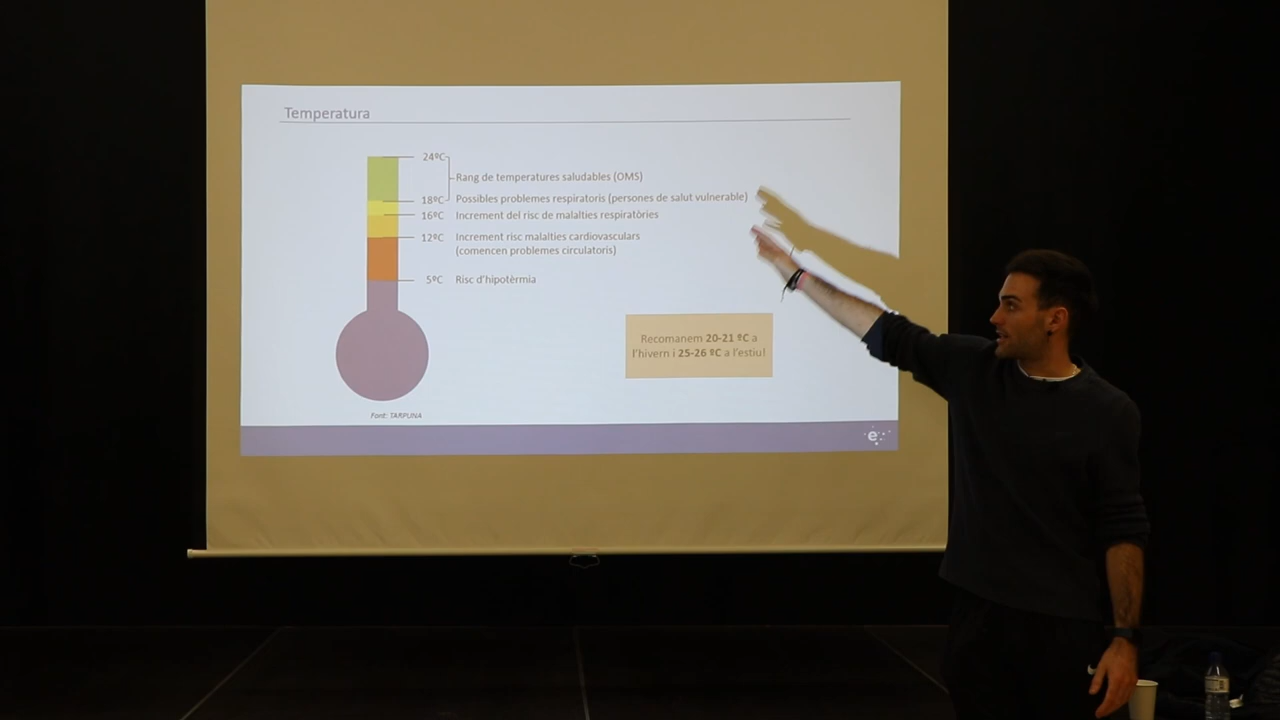 Temperatura
24ºC
Rang de temperatures saludables (OMS)
18ºC Possibles problemes respiratoris (persones de salut vulnerable)
16ºC Increment del risc de malalties respiratòries
12ºC Increment risc malalties cardiovasculars
(comencen problemes circulatoris)
5ºC Risc d'hipotèrmia
Recomanem 20-21 ºC a
l'hivern i 25-26 ºC a l'estiu!
Font: TARPUNA
e